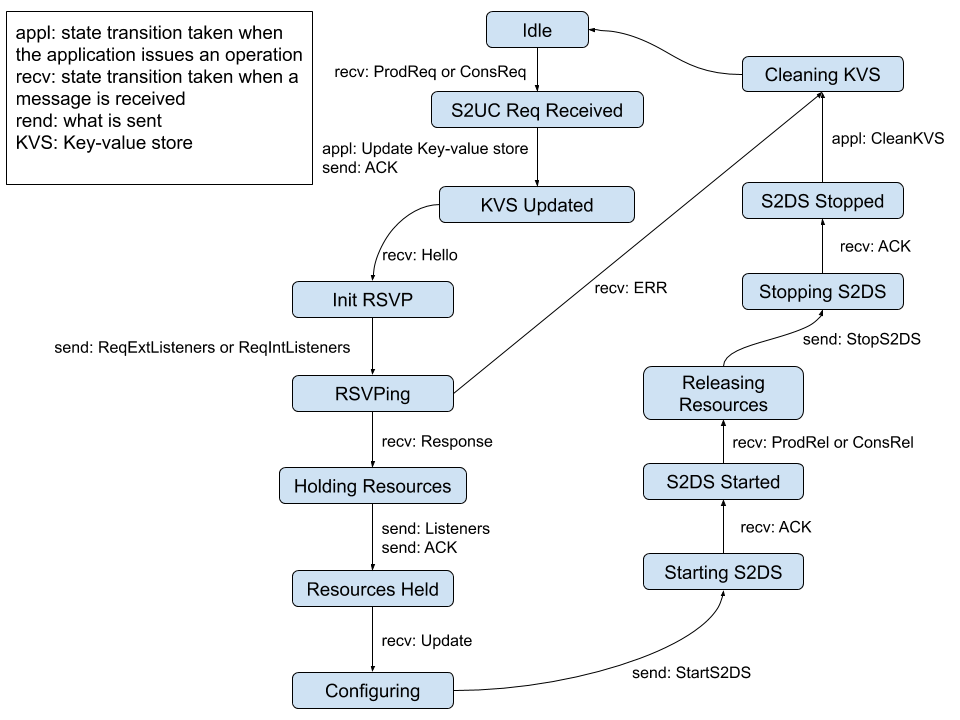 appl: state transition taken when
the application issues an operation
recv: state transition taken when a
message is received
rend: what is sent
KVS: Key-value store
Idle
recv: ProdReq or ConsReq
S2UC Req Received
appl: Update Key-value store
send: ACK
KVS Updated
recv: Hello
Init RSVP
send: ReqExtListeners or ReqIntListeners
RSVPing
recv: ERR
recv: Response
Holding Resources
send: Listeners
send: ACK
Resources Held
recv: Update
Configuring
send: StartS2DS
Starting S2DS
recv: ACK
S2DS Started
recv: ProdRel or ConsRel
Releasing
Resources
send: StopS2DS
Stopping S2DS
recv: ACK
S2DS Stopped
appl: CleanKVS
Cleaning KVS